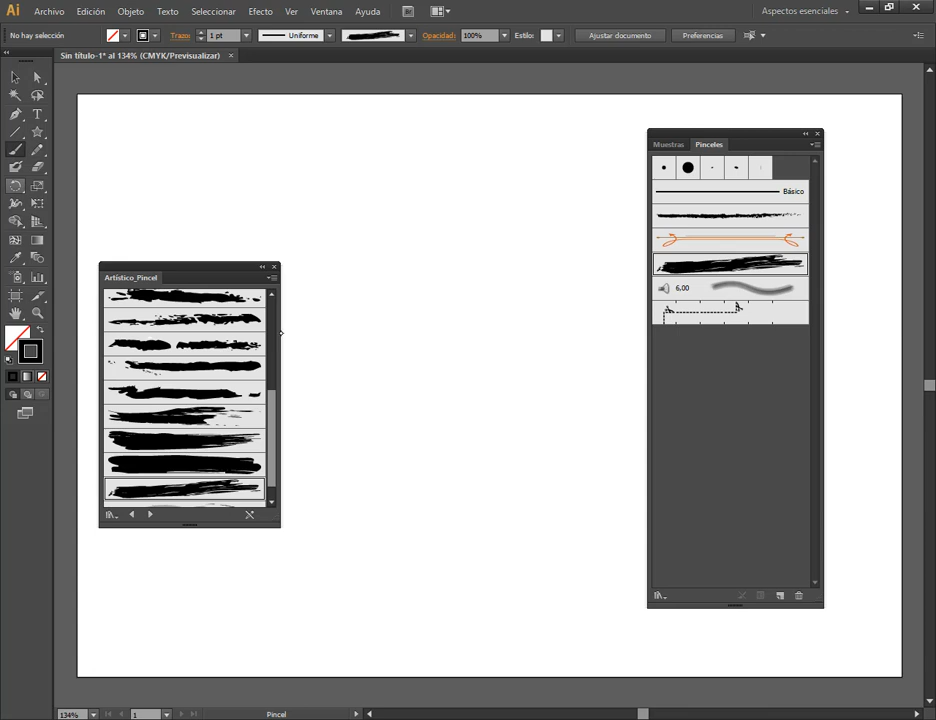 Ai Archivo Edición Objeto Texto Seleccionar Efecto Ver Ventana Ayuda Br Aspectos esenciales
No hay selección Trazo: 1 pt Uniforme Opacidad: 100% Estilo: Ajustar documento Preferencias
Sin título-1* al 134% (CMYK/Previsualizar)
Muestras Pinceles
Básico
6,00
Artístico_Pincel
134% 1 Pincel